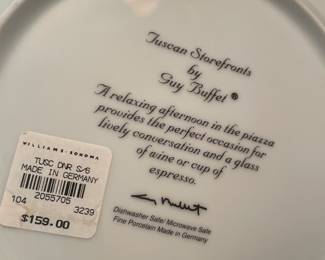 Tuscan Storefronts
by
Guy Buffet ®
A relaxing afternoon in the piazza
provides the perfect occasion for
lively conversation and a glass
of wine or cup of
espresso.
Dishwasher Safe/ Microwave Safe
Fine Porcelain Made in Germany
WILLIAMS-SONOMA
TUSC DNR S/6
MADE IN GERMANY
2055705
104 3239
$159.00